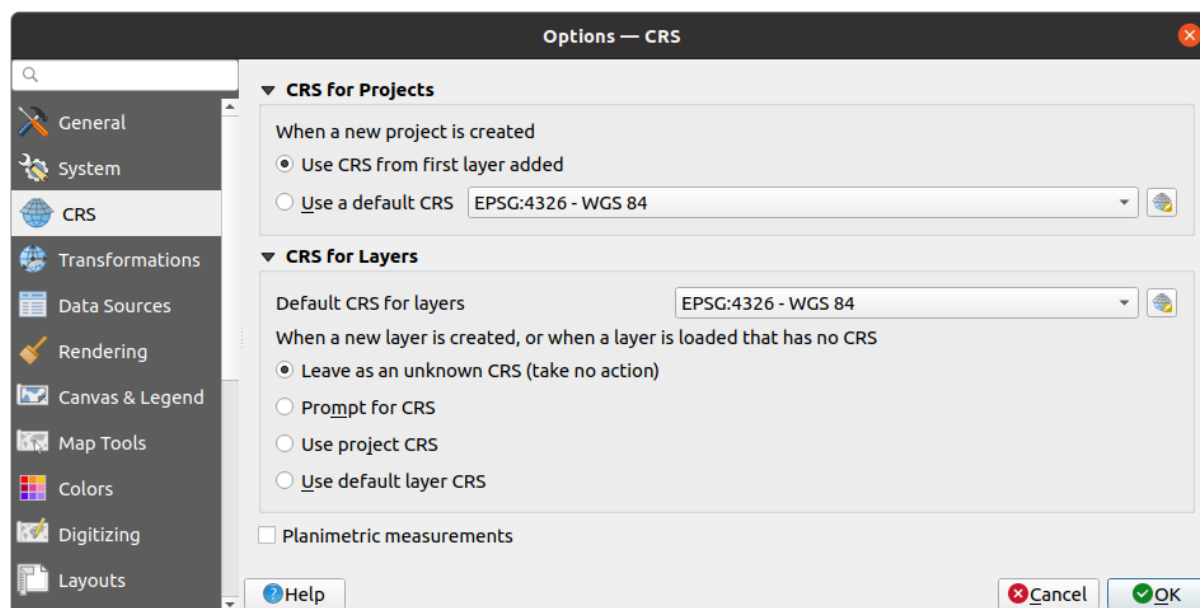 Options — CRS
General
System
CRS
Transformations
Data Sources
Rendering
Canvas & Legend
Map Tools
Colors
Digitizing
Layouts
CRS for Projects
When a new project is created
Use CRS from first layer added
Use a default CRS EPSG:4326 - WGS 84
CRS for Layers
Default CRS for layers EPSG:4326 - WGS 84
When a new layer is created, or when a layer is loaded that has no CRS
Leave as an unknown CRS (take no action)
Prompt for CRS
Use project CRS
Use default layer CRS
Planimetric measurements
Help Cancel OK